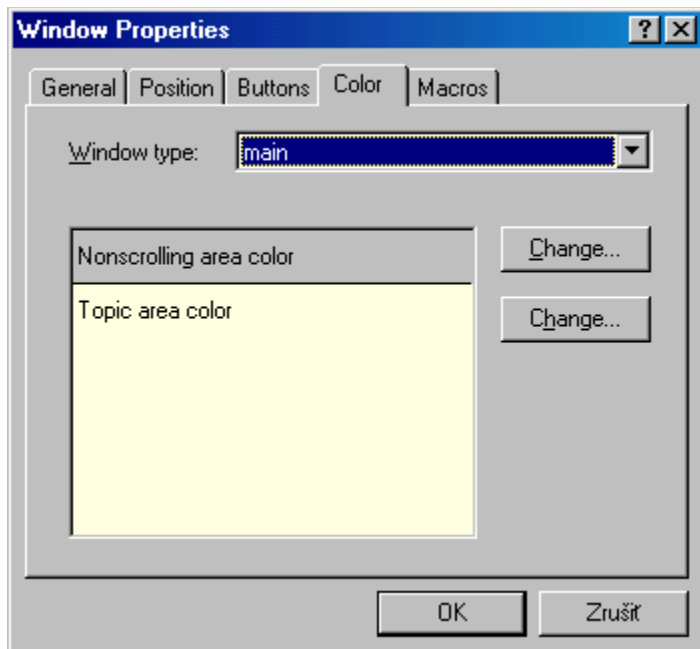 Window Properties
General Position Buttons Color Macros
Window type: main
Nonscrolling area color
Change...
Topic area color
Change...
OK Zrušiť